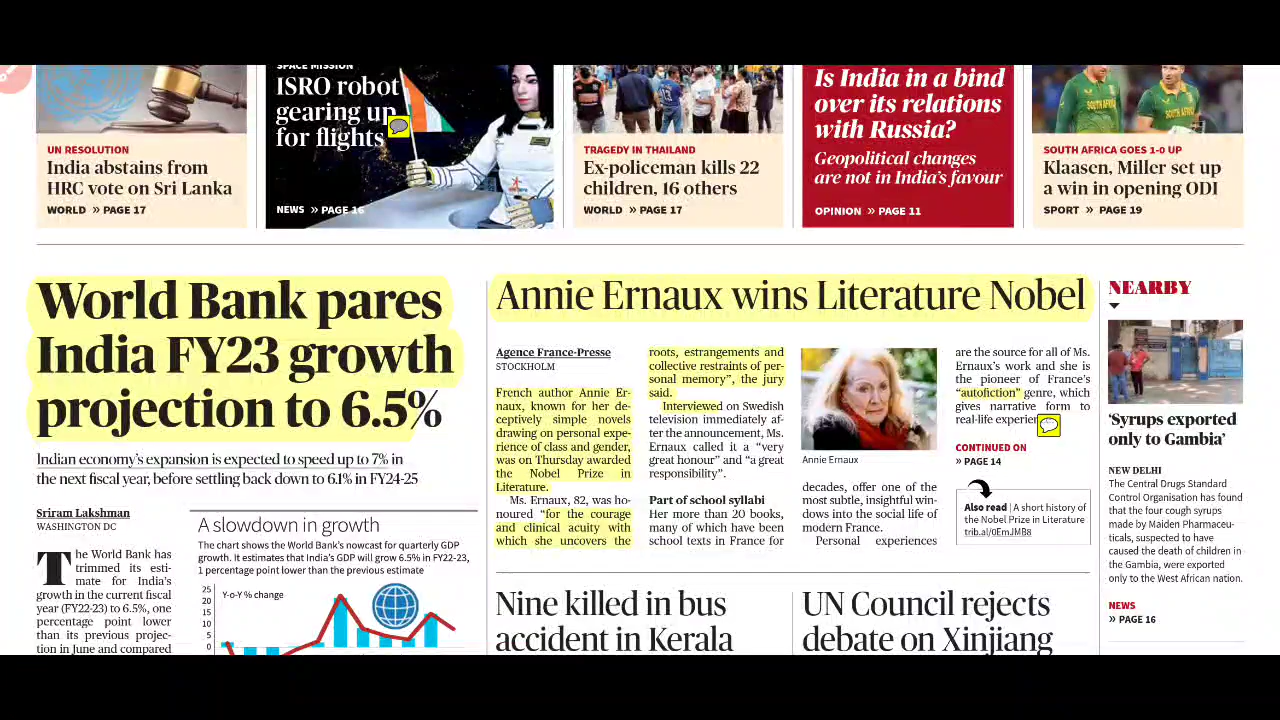 SPACE MISSION
ISRO robot
gearing up
for flights
NEWS » PAGE 16
UN RESOLUTION
India abstains from
HRC vote on Sri Lanka
WORLD » PAGE 17
TRAGEDY IN THAILAND
Ex-policeman kills 22
children, 16 others
WORLD » PAGE 17
Is India in a bind
over its relations
with Russia?
Geopolitical changes
are not in India's favour
OPINION » PAGE 11
SOUTH AFRICA
SOUTH AFRICA GOES 1-0 UP
Klaasen, Miller set up
a win in opening ODI
SPORT » PAGE 19
World Bank pares
India FY23 growth
projection to 6.5%
Indian economy's expansion is expected to speed up to 7% in
the next fiscal year, before settling back down to 6.1% in FY24-25
Sriram Lakshman
WASHINGTON DC
The World Bank has
trimmed its esti-
mate for India's
growth in the current fiscal
year (FY22-23) to 6.5%, one
percentage point lower
than its previous projec-
tion in June and compared
A slowdown in growth
The chart shows the World Bank's nowcast for quarterly GDP
growth. It estimates that India's GDP will grow 6.5% in FY22-23,
1 percentage point lower than the previous estimate
Y-o-Y % change
25
20
15
10
5
0
Annie Ernaux wins Literature Nobel
Agence France-Presse
STOCKHOLM
French author Annie Er-
naux, known for her de-
ceptively simple novels
drawing on personal expe-
rience of class and gender,
was on Thursday awarded
the Nobel Prize in
Literature.
Ms. Ernaux, 82, was ho-
noured "for the courage
and clinical acuity with
which she uncovers the
roots, estrangements and
collective restraints of per-
sonal memory", the jury
said.
Interviewed on Swedish
television immediately af-
ter the announcement, Ms.
Ernaux called it a "very
great honour" and "a great
responsibility".
Part of school syllabi
Her more than 20 books,
many of which have been
school texts in France for
Annie Ernaux
decades, offer one of the
most subtle, insightful win-
dows into the social life of
modern France.
Personal experiences
are the source for all of Ms.
Ernaux's work and she is
the pioneer of France's
"autofiction" genre, which
gives narrative form to
real-life
CONTINUED ON
» PAGE 14
Also read | A short history of
the Nobel Prize in Literature
trib.al/0EmJMB8
NEARBY
'Syrups exported
only to Gambia'
NEW DELHI
The Central Drugs Standard
Control Organisation has found
that the four cough syrups
made by Maiden Pharmaceu-
ticals, suspected to have
caused the death of children in
the Gambia, were exported
only to the West African nation.
NEWS
» PAGE 16
Nine killed in bus
accident in Kerala
UN Council rejects
debate on Xinjiang